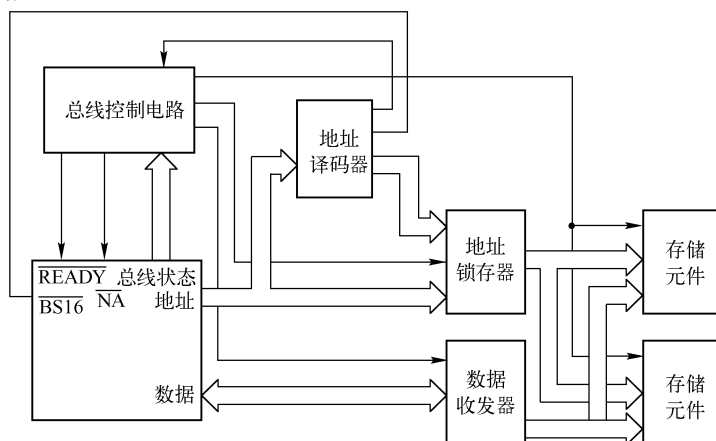 总线控制电路
地址
译码器
地址
锁存器
存储
元件
READY
总线状态
BS16
NA
地址
数据
数据
收发器
存储
元件